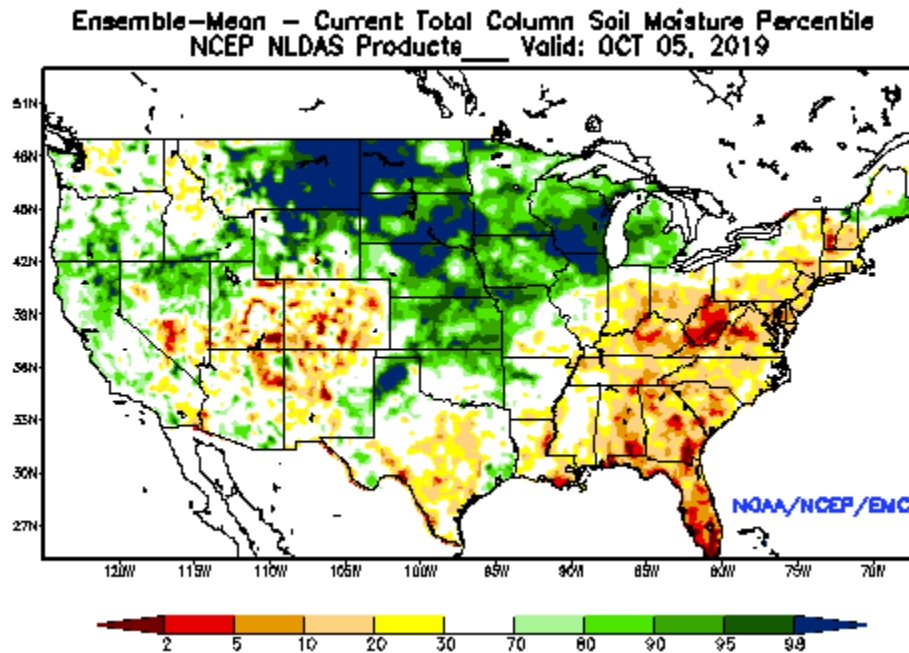 Ensemble-Mean - Current Total Column Soil Moisture Percentile
NCEP NLDAS Products___ Valid: OCT 05, 2019
51N
48N
45N
42N
39N
36N
33N
30N
27N
NOAA/NCEP/EMC
120W 115W 110W 105W 100W 95W 90W 85W 80W 75W 70W
2 5 10 20 30 70 80 90 95 98